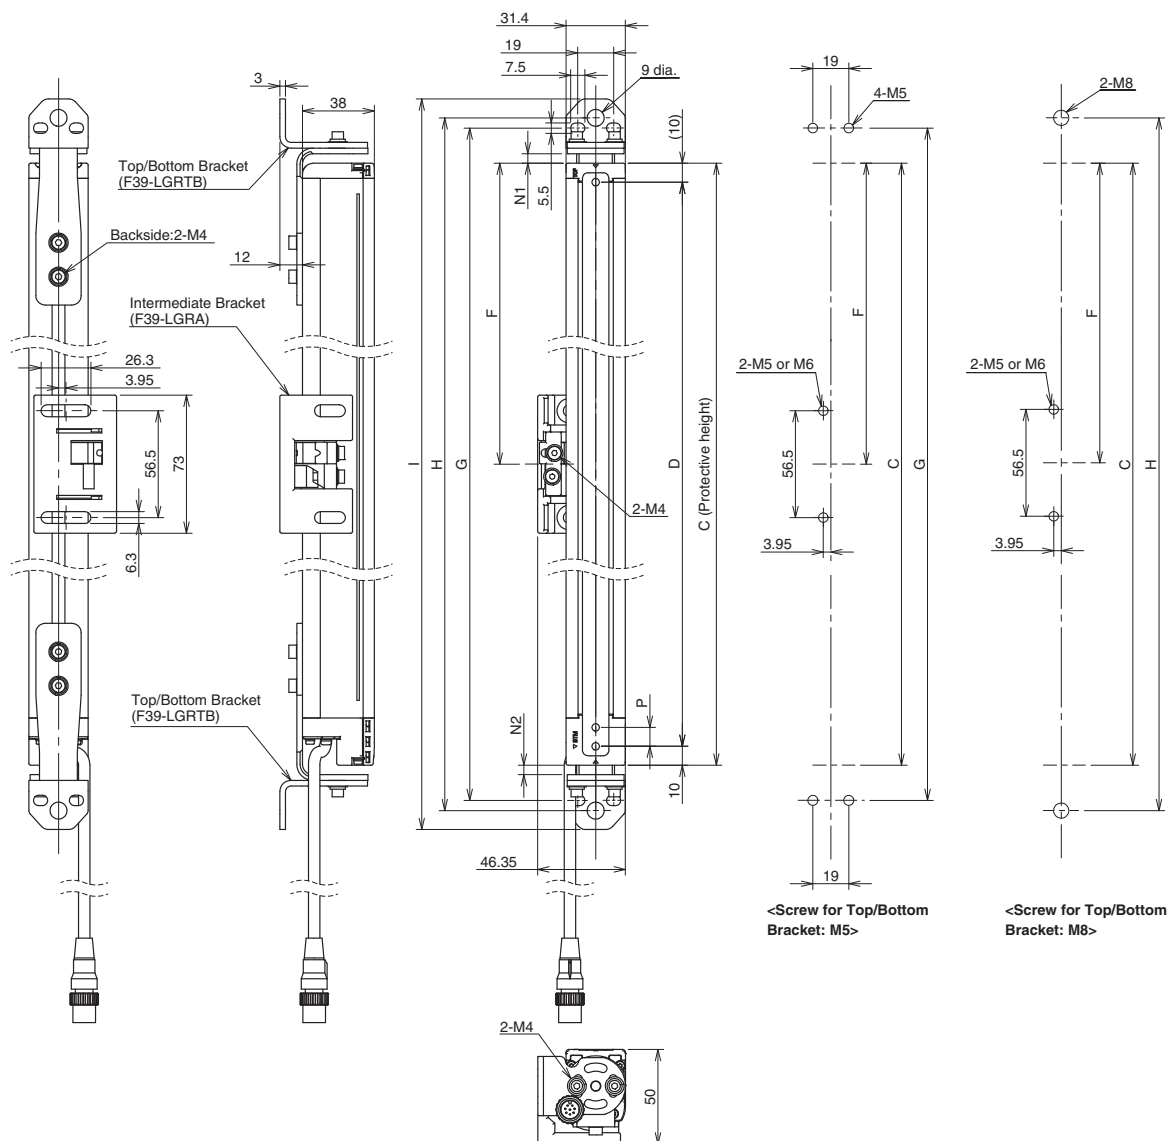 31.4
19
7.5
9 dia.
3
38
19
4-M5
2-M8
Top/Bottom Bracket
(F39-LGRTB)
(10)
N1
5.5
TOP
Backside:2-M4
12
Intermediate Bracket
(F39-LGRA)
F
F
F
26.3
3.95
2-M5 or M6
2-M5 or M6
56.5
73
I
H
G
D
C (Protective height)
56.5
C
G
56.5
C
H
2-M4
6.3
3.95
3.95
Top/Bottom Bracket
(F39-LGRTB)
N2
P
10
46.35
19
<Screw for Top/Bottom
Bracket: M5>
<Screw for Top/Bottom
Bracket: M8>
2-M4
50